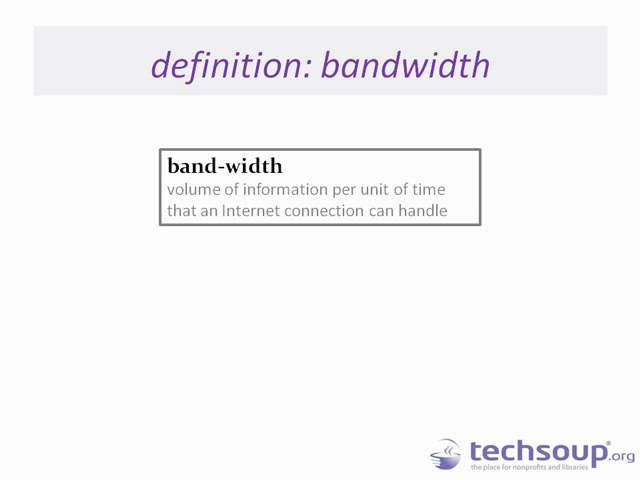 definition: bandwidth
band-width
volume of information per unit of time
that an Internet connection can handle
techsoup®.org
the place for nonprofits and libraries